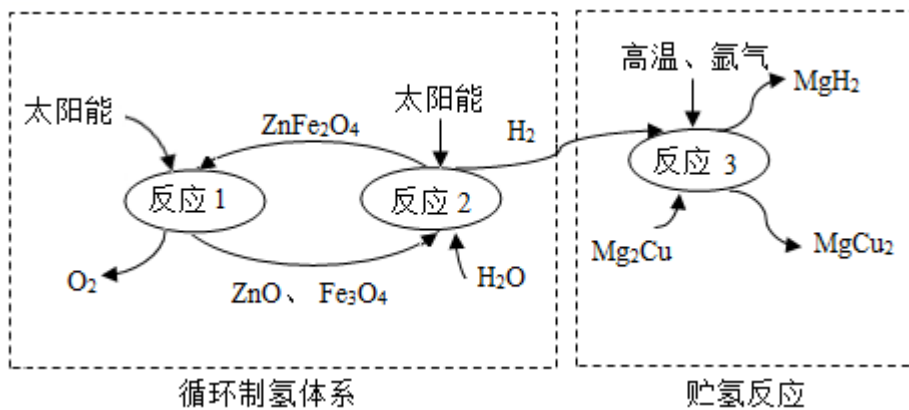 高温、氩气
MgH₂
太阳能
太阳能
ZnFe₂O₄
H₂
反应 1
反应 2
反应 3
O₂
ZnO、 Fe₃O₄
H₂O
Mg₂Cu
MgCu₂
循环制氢体系
贮氢反应